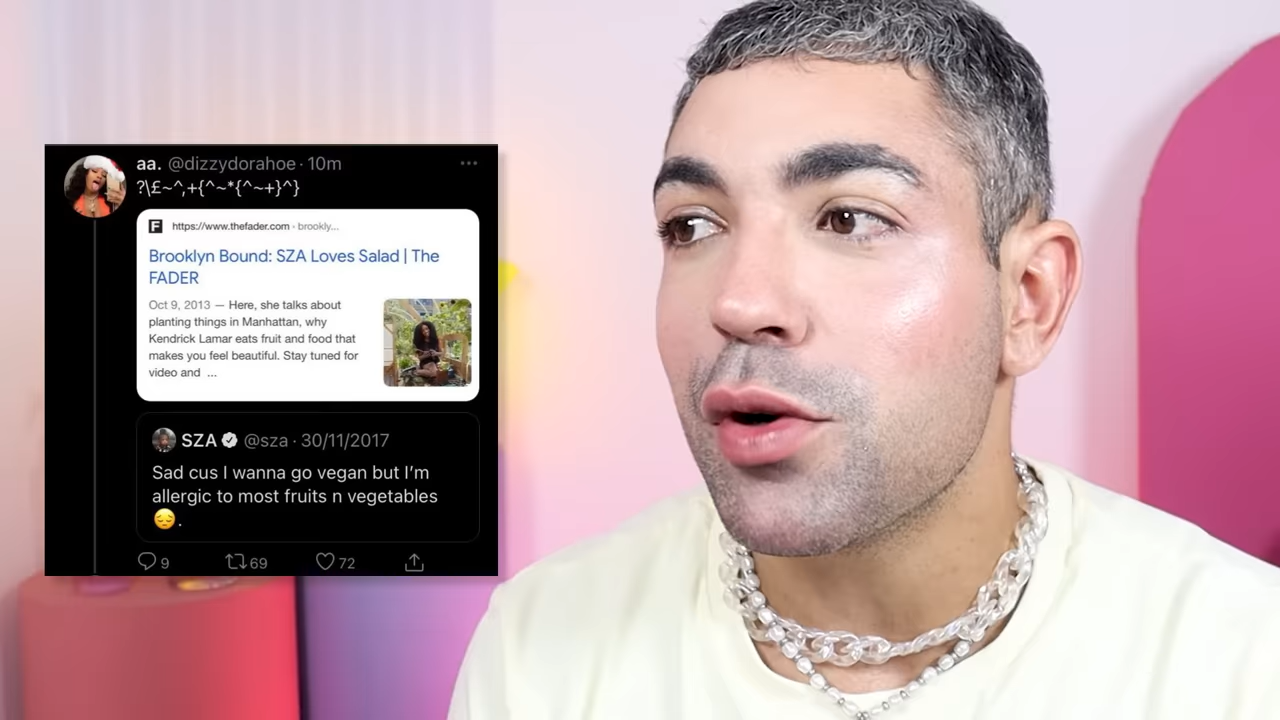 aa. @dizzydorahoe · 10m
?\£~^,+{^~*{^~+}^}
F https://www.thefader.com › brookly...
Brooklyn Bound: SZA Loves Salad | The
FADER
Oct 9, 2013 — Here, she talks about
planting things in Manhattan, why
Kendrick Lamar eats fruit and food that
makes you feel beautiful. Stay tuned for
video and ...
SZA @sza · 30/11/2017
Sad cus I wanna go vegan but I'm
allergic to most fruits n vegetables
😔.
9 69 72